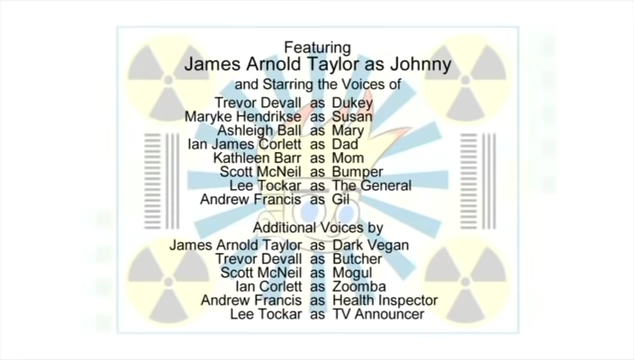 Featuring
James Arnold Taylor as Johnny
and Starring the Voices of
Trevor Devall as Dukey
Maryke Hendrikse as Susan
Ashleigh Ball as Mary
Ian James Corlett as Dad
Kathleen Barr as Mom
Scott McNeil as Bumper
Lee Tockar as The General
Andrew Francis as Gil
Additional Voices by
James Arnold Taylor as Dark Vegan
Trevor Devall as Butcher
Scott McNeil as Mogul
Ian Corlett as Zoomba
Andrew Francis as Health Inspector
Lee Tockar as TV Announcer